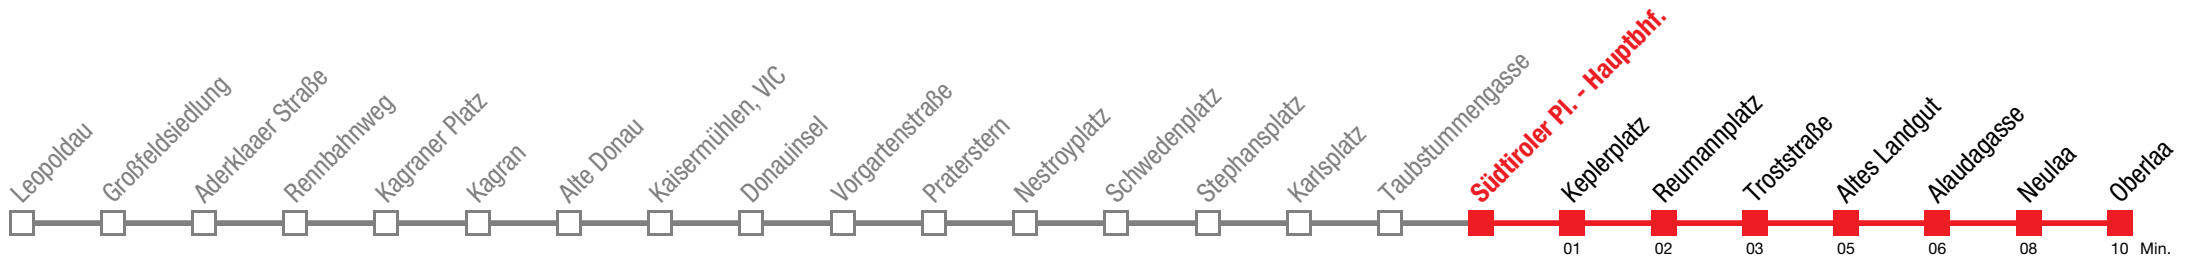 Leopoldau
Großfeldsiedlung
Aderklaaer Straße
Rennbahnweg
Kagraner Platz
Kagran
Alte Donau
Kaisermühlen, VIC
Donauinsel
Vorgartenstraße
Praterstern
Nestroyplatz
Schwedenplatz
Stephansplatz
Karlsplatz
Taubstummengasse
Südtiroler Pl. - Hauptbhf.
Keplerplatz
Reumannplatz
Troststraße
Altes Landgut
Alaudagasse
Neulaa
Oberlaa
01 02 03 05 06 08 10 Min.